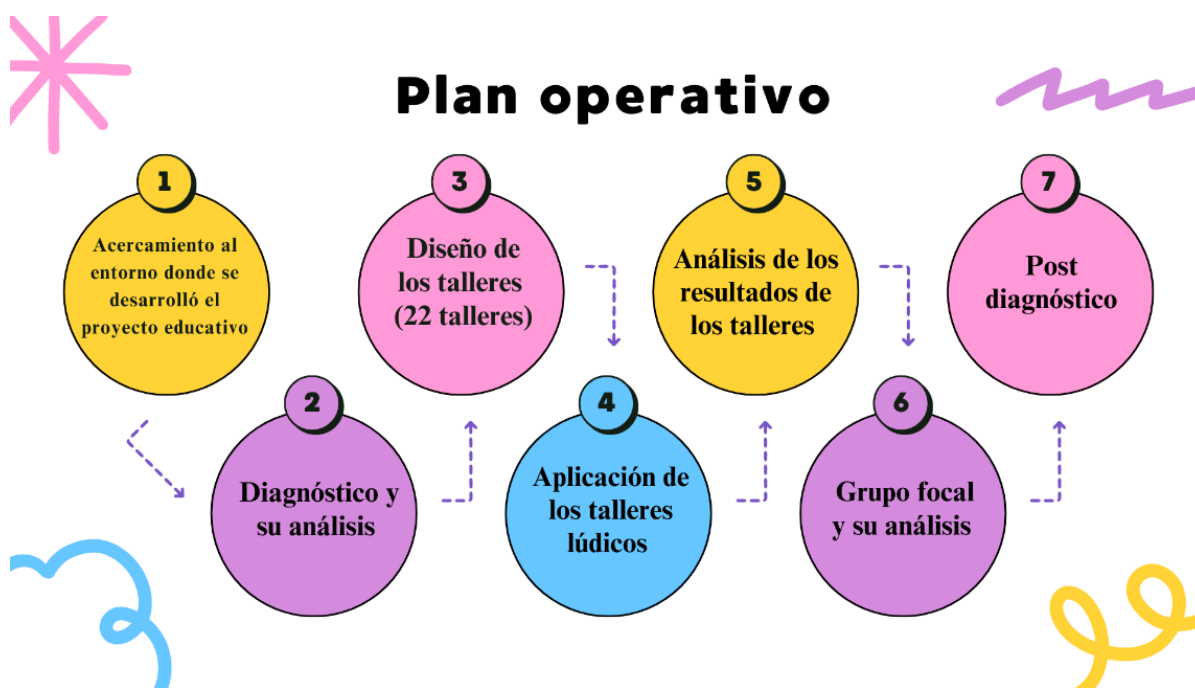 Plan operativo
1
Acercamiento al
entorno donde se
desarrolló el
proyecto educativo
2
Diagnóstico y
su análisis
3
Diseño de
los talleres
(22 talleres)
4
Aplicación de
los talleres
lúdicos
5
Análisis de los
resultados de
los talleres
6
Grupo focal
y su análisis
7
Post
diagnóstico